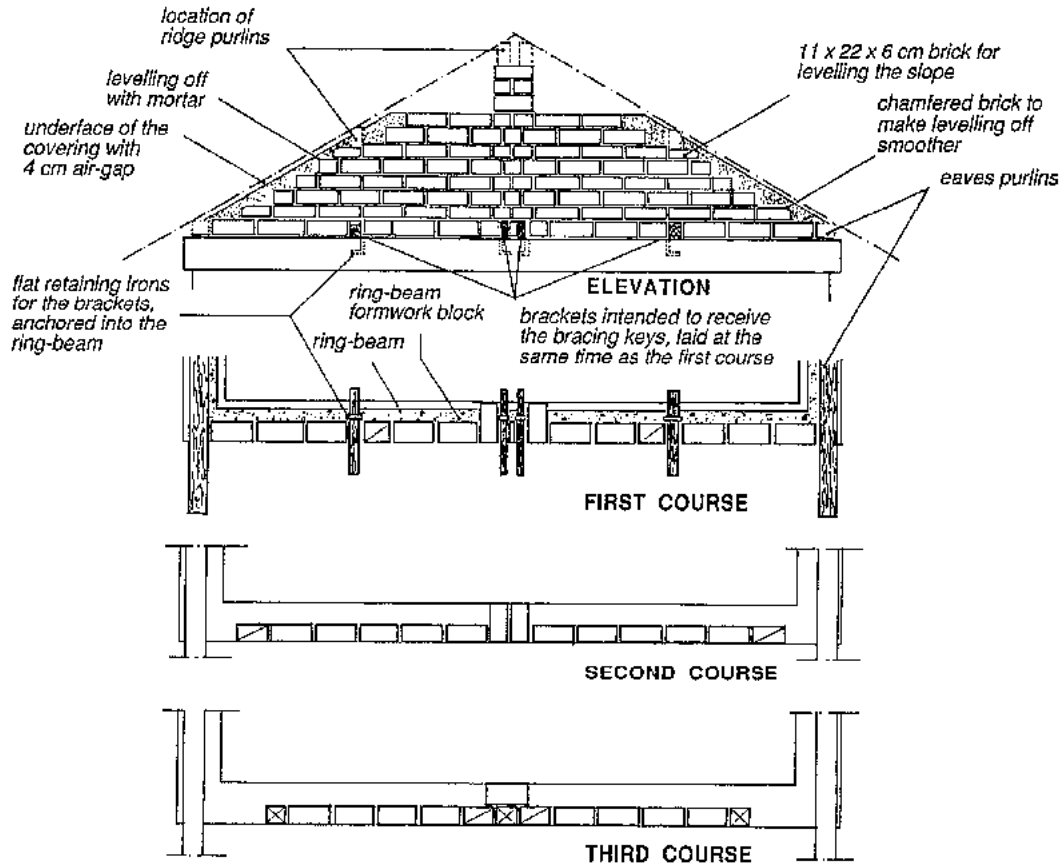 location of
ridge purlins
levelling off
with mortar
underface of the
covering with
4 cm air-gap
11 x 22 x 6 cm brick for
levelling the slope
chamfered brick to
make levelling off
smoother
eaves purlins
flat retaining irons
for the brackets,
anchored into the
ring-beam
ring-beam
formwork block
ring-beam
ELEVATION
brackets intended to receive
the bracing keys, laid at the
same time as the first course
FIRST COURSE
SECOND COURSE
THIRD COURSE